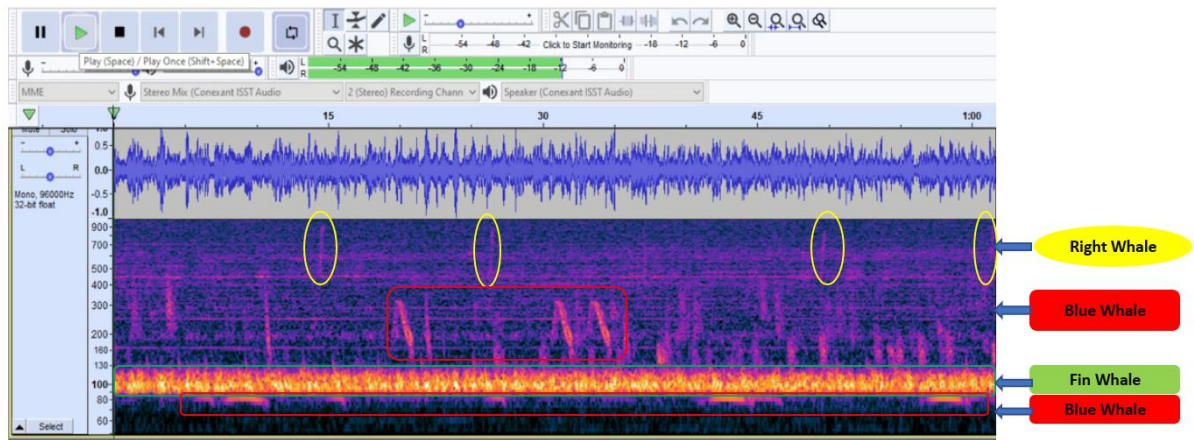 L
R
-54 -48 -42 Click to Start Monitoring -18 -12 -6 0
Play (Space) / Play Once (Shift+Space)
L
R
-54 -48 -42 -36 -30 -24 -18 -12 -6 0
MME
Stereo Mix (Conexant ISST Audio
2 (Stereo) Recording Chann
Speaker (Conexant ISST Audio)
15 30 45 1:00
Mute Solo
- +
L R
Mono, 96000Hz
32-bit float
Select
1.0
0.5
0.0
-0.5
-1.0
900
700
500
400
300
200
160
130
100
80
60
Right Whale
Blue Whale
Fin Whale
Blue Whale